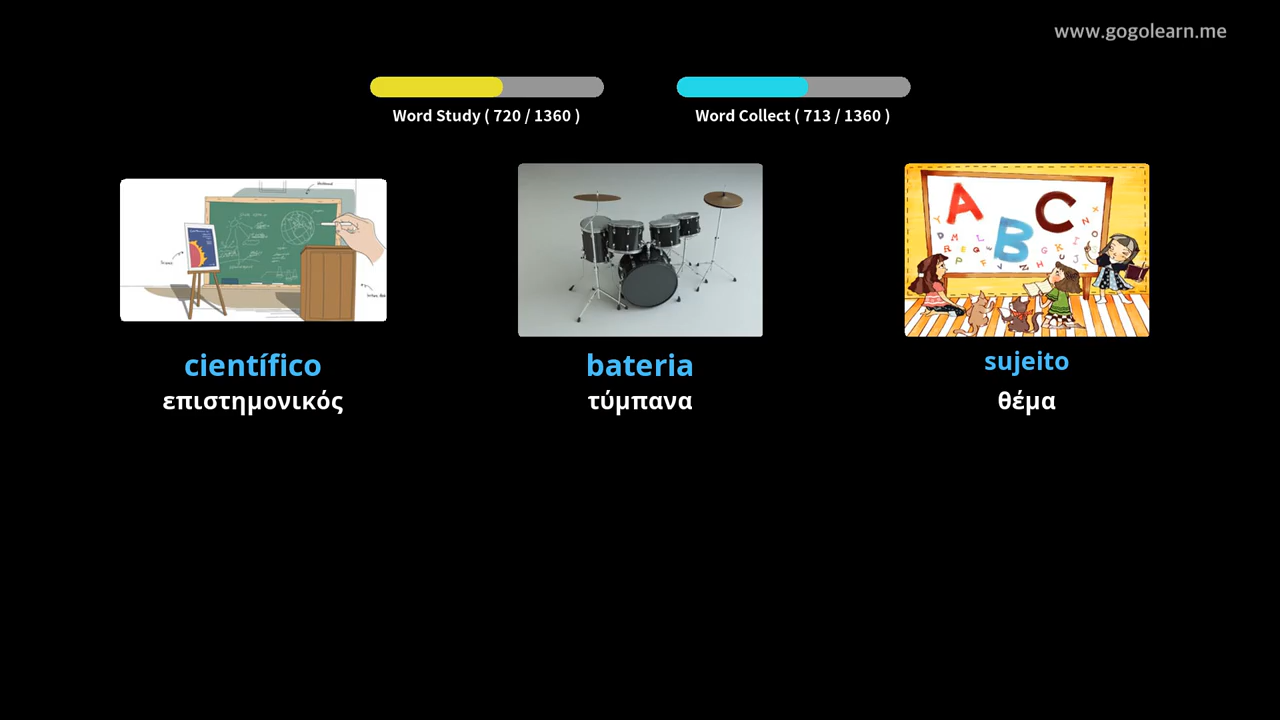 www.gogolearn.me
Word Study ( 720 / 1360 )
Word Collect ( 713 / 1360 )
A B C
científico
bateria
sujeito
επιστημονικός
τύμπανα
θέμα